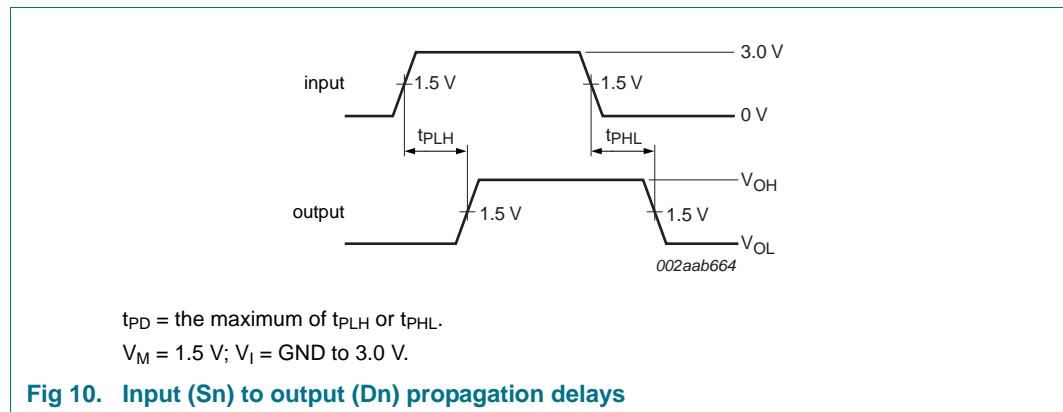 3.0 V
input
1.5 V
1.5 V
0 V
tPLH
tPHL
VOH
output
1.5 V
1.5 V
VOL
002aab664
tPD = the maximum of tPLH or tPHL.
VM = 1.5 V; VI = GND to 3.0 V.
Fig 10. Input (Sn) to output (Dn) propagation delays